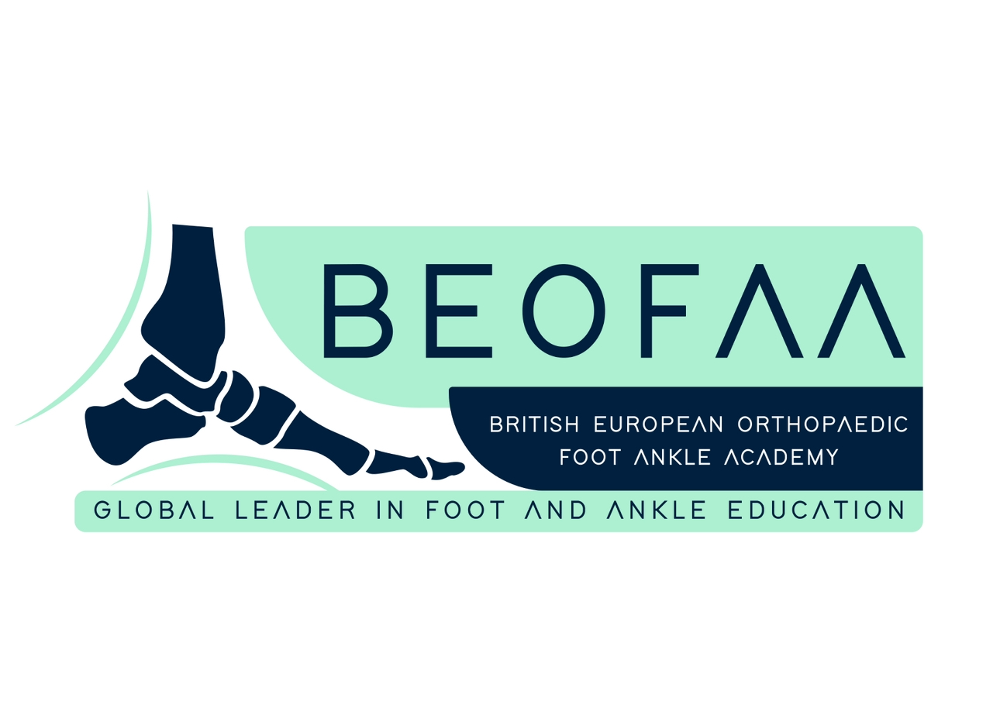 BEOFAA
BRITISH EUROPEAN ORTHOPAEDIC
FOOT ANKLE ACADEMY
GLOBAL LEADER IN FOOT AND ANKLE EDUCATION